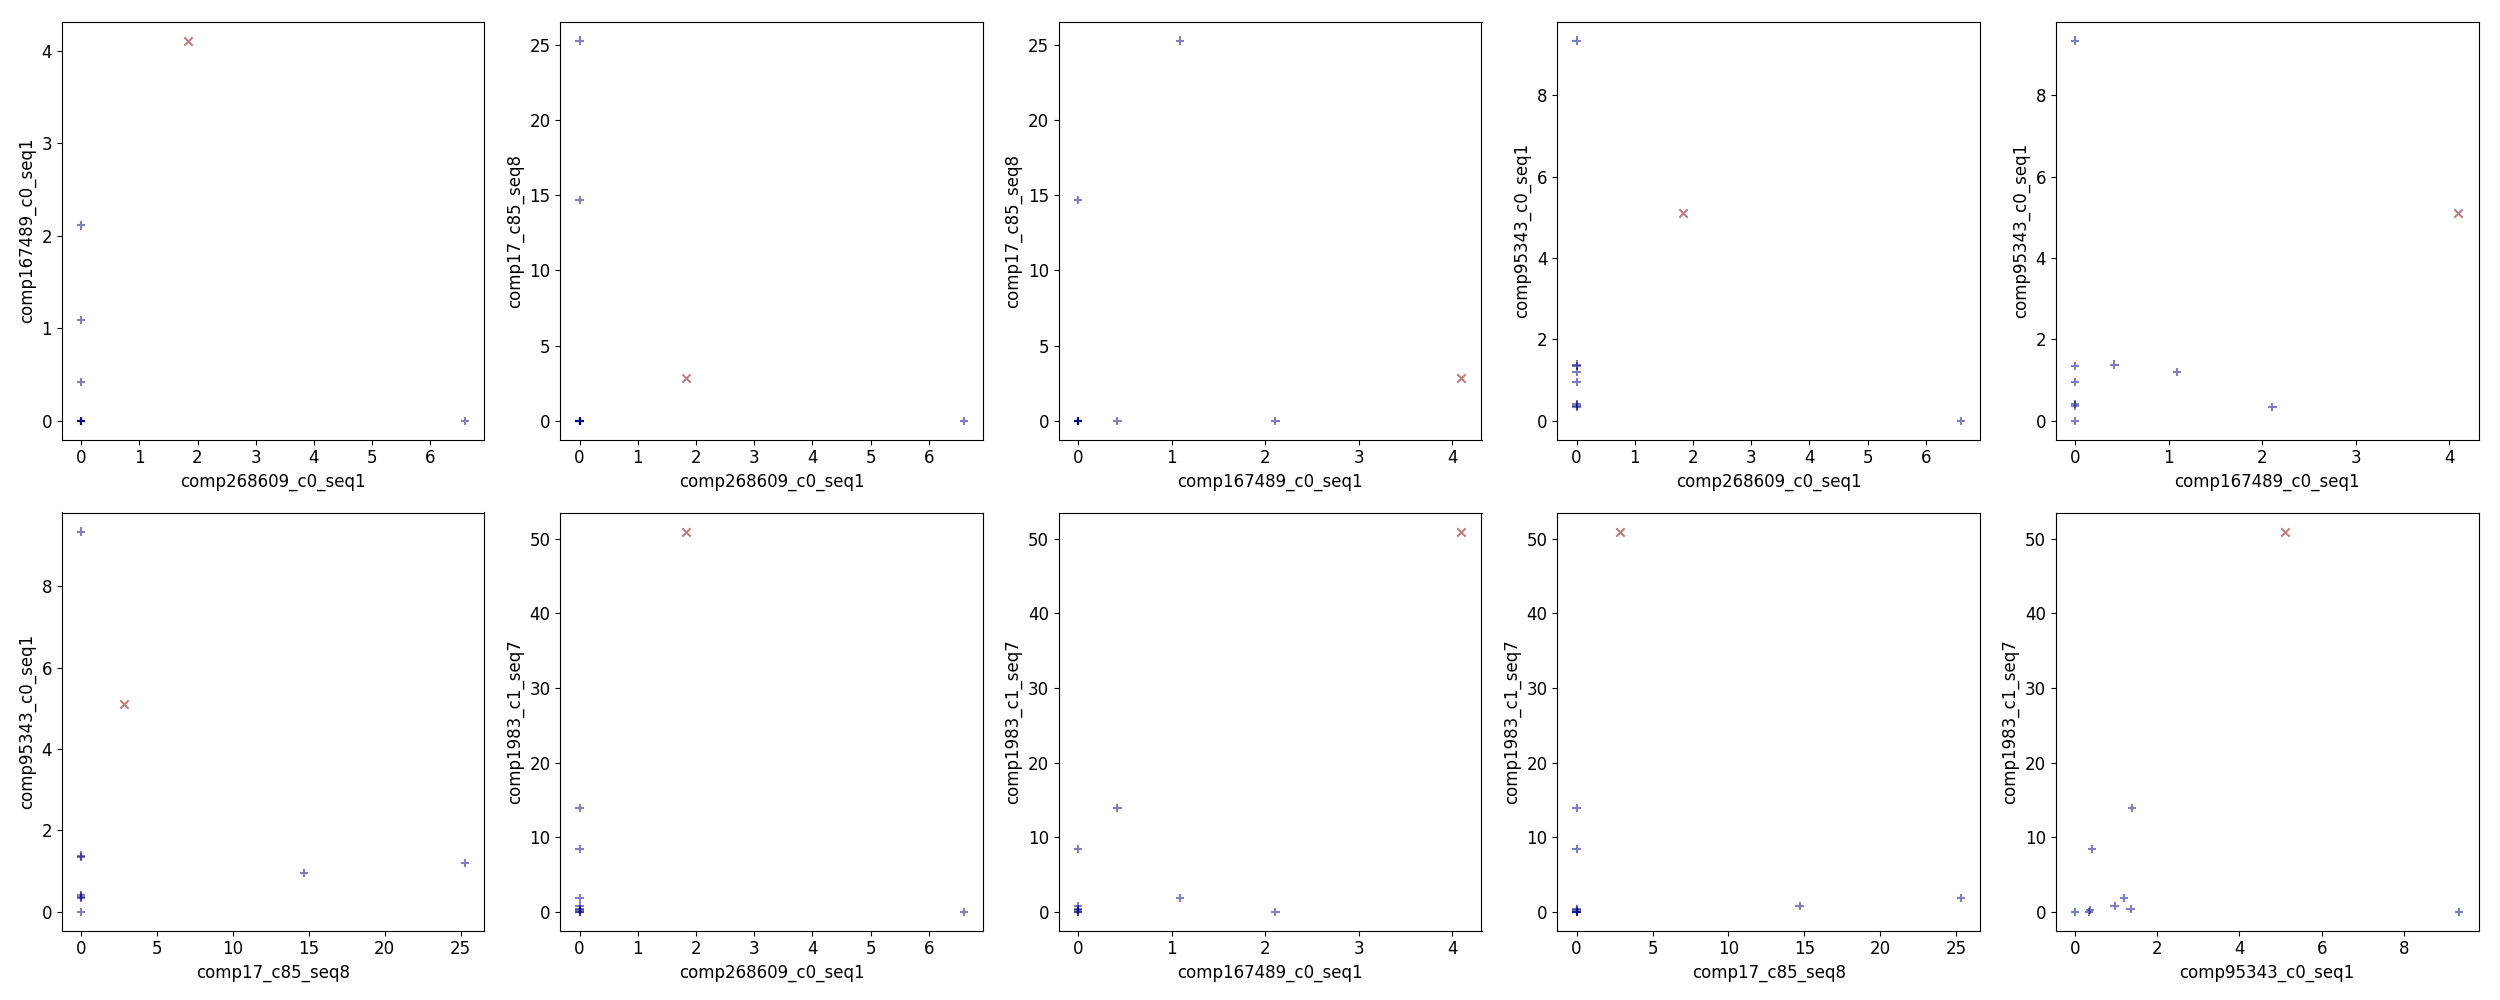 comp167489_c0_seq1
4
3
2
1
0
0 1 2 3 4 5 6
comp268609_c0_seq1
comp17_c85_seq8
25
20
15
10
5
0
0 1 2 3 4 5 6
comp268609_c0_seq1
comp17_c85_seq8
25
20
15
10
5
0
0 1 2 3 4
comp167489_c0_seq1
comp95343_c0_seq1
8
6
4
2
0
0 1 2 3 4 5 6
comp268609_c0_seq1
comp95343_c0_seq1
8
6
4
2
0
0 1 2 3 4
comp167489_c0_seq1
comp95343_c0_seq1
8
6
4
2
0
0 5 10 15 20 25
comp17_c85_seq8
comp1983_c1_seq7
50
40
30
20
10
0
0 1 2 3 4 5 6
comp268609_c0_seq1
comp1983_c1_seq7
50
40
30
20
10
0
0 1 2 3 4
comp167489_c0_seq1
comp1983_c1_seq7
50
40
30
20
10
0
0 5 10 15 20 25
comp17_c85_seq8
comp1983_c1_seq7
50
40
30
20
10
0
0 2 4 6 8
comp95343_c0_seq1